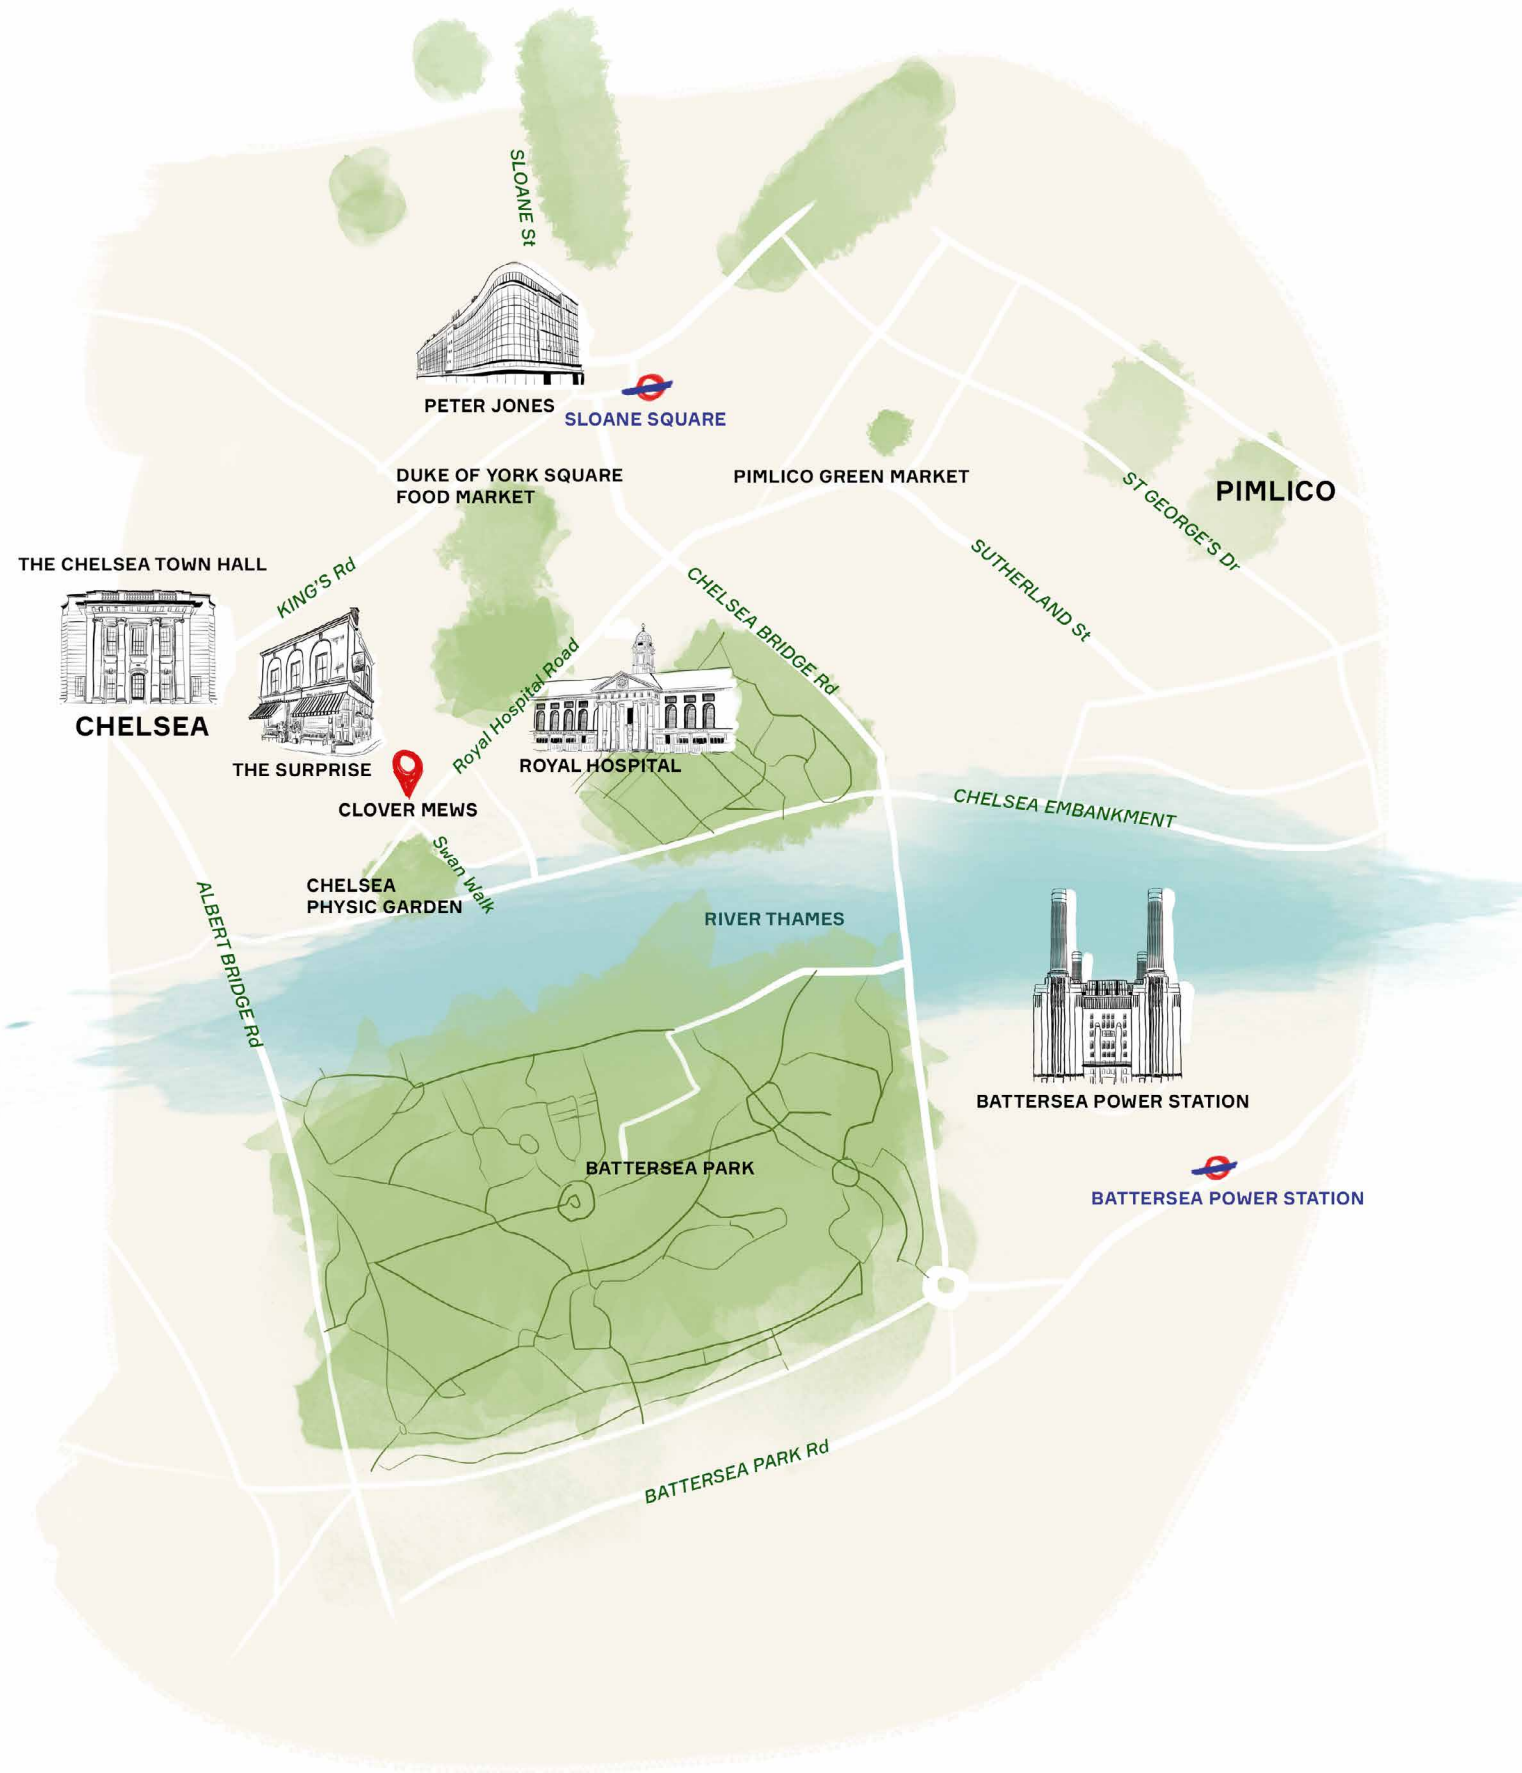 SLOANE St
PETER JONES
SLOANE SQUARE
DUKE OF YORK SQUARE
FOOD MARKET
PIMLICO GREEN MARKET
PIMLICO
ST GEORGE'S Dr
SUTHERLAND St
THE CHELSEA TOWN HALL
KING'S Rd
CHELSEA BRIDGE Rd
CHELSEA
Royal Hospital Road
THE SURPRISE
ROYAL HOSPITAL
CLOVER MEWS
CHELSEA EMBANKMENT
Swan Walk
CHELSEA
PHYSIC GARDEN
RIVER THAMES
ALBERT BRIDGE Rd
BATTERSEA POWER STATION
BATTERSEA PARK
BATTERSEA POWER STATION
BATTERSEA PARK Rd